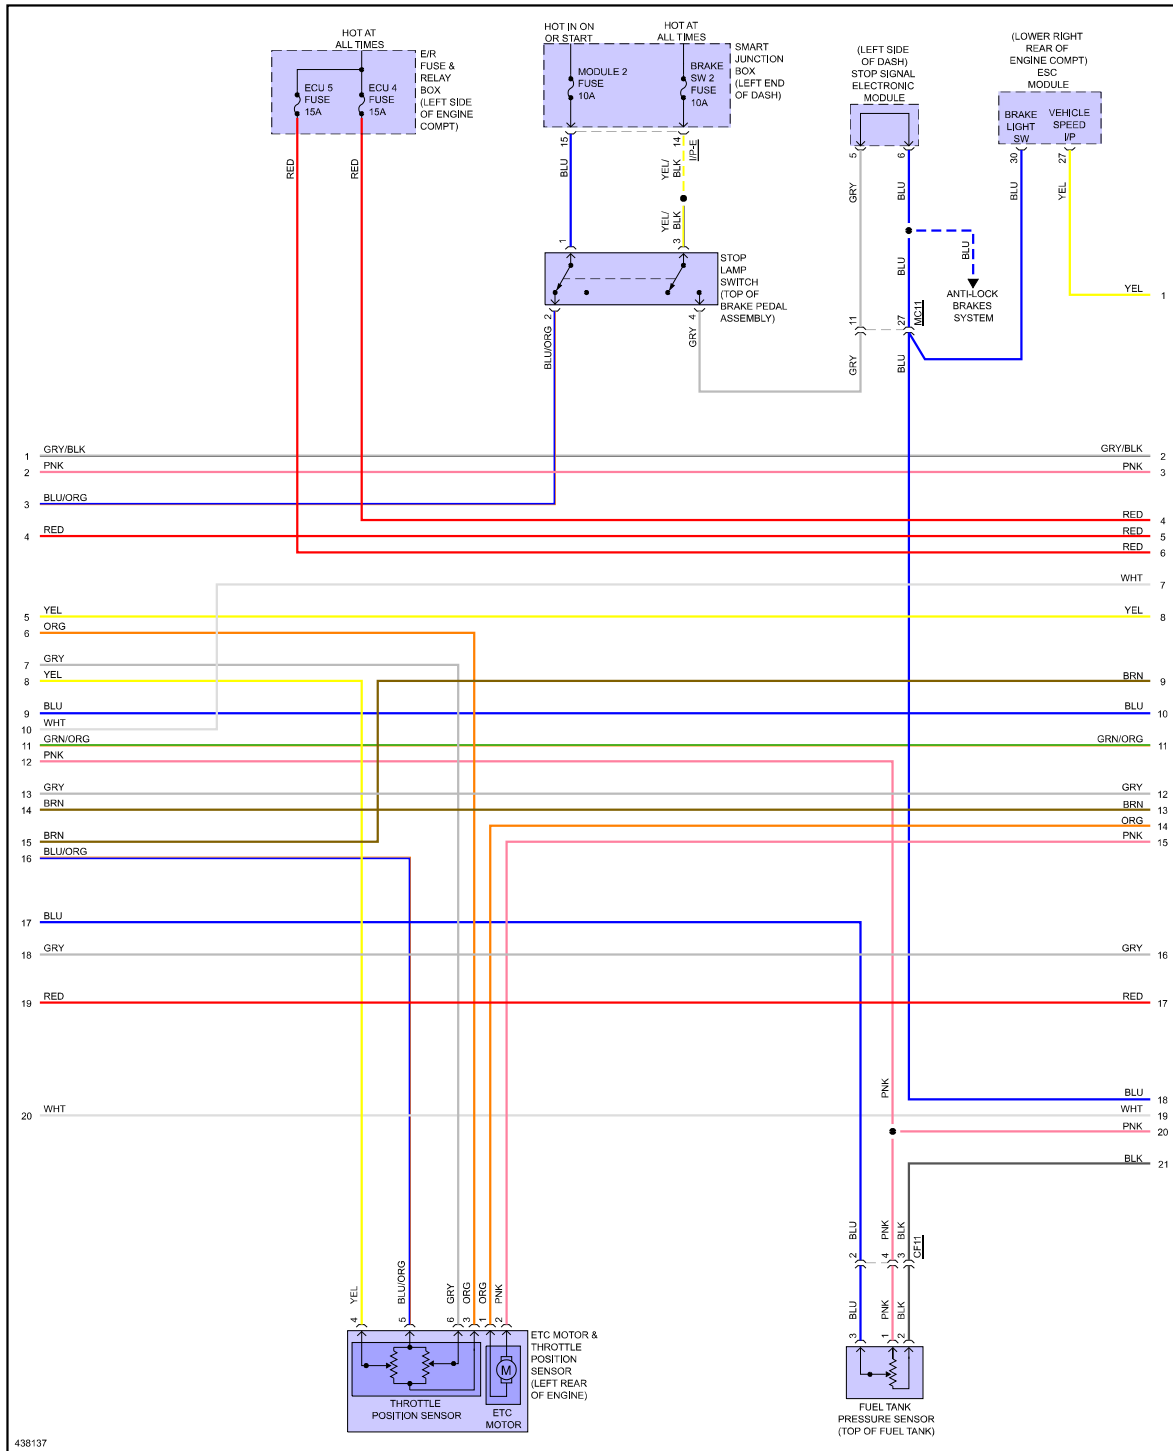 HOT AT
ALL TIMES
E/R
FUSE &
RELAY
BOX
(LEFT SIDE
OF ENGINE
COMPT)
ECU 5
FUSE
15A
ECU 4
FUSE
15A
RED
RED
HOT IN ON
OR START
HOT AT
ALL TIMES
MODULE 2
FUSE
10A
BRAKE
SW 2
FUSE
10A
SMART
JUNCTION
BOX
(LEFT END
OF DASH)
15
14
I/P-E
BLU
YEL/
BLK
YEL/
BLK
1
3
STOP
LAMP
SWITCH
(TOP OF
BRAKE PEDAL
ASSEMBLY)
2
4
BLU/ORG
GRY
(LEFT SIDE
OF DASH)
STOP SIGNAL
ELECTRONIC
MODULE
5
6
GRY
BLU
BLU
BLU
ANTI-LOCK
BRAKES
SYSTEM
11
27
MC11
GRY
BLU
(LOWER RIGHT
REAR OF
ENGINE COMPT)
ESC
MODULE
BRAKE
LIGHT
SW
VEHICLE
SPEED
I/P
30
27
BLU
YEL
YEL 1
1 GRY/BLK GRY/BLK 2
2 PNK PNK 3
3 BLU/ORG
RED 4
4 RED RED 5
RED 6
WHT 7
5 YEL YEL 8
6 ORG
7 GRY
8 YEL BRN 9
9 BLU BLU 10
10 WHT
11 GRN/ORG GRN/ORG 11
12 PNK
13 GRY GRY 12
14 BRN BRN 13
ORG 14
15 BRN PNK 15
16 BLU/ORG
17 BLU
18 GRY GRY 16
19 RED RED 17
PNK
BLU 18
20 WHT WHT 19
PNK 20
BLK 21
BLU
PNK
BLK
2
4
3
CF11
BLU
PNK
BLK
3
1
2
FUEL TANK
PRESSURE SENSOR
(TOP OF FUEL TANK)
YEL
BLU/ORG
GRY
ORG
ORG
PNK
4
5
6
3
1
2
ETC MOTOR &
THROTTLE
POSITION
SENSOR
(LEFT REAR
OF ENGINE)
M
THROTTLE
POSITION SENSOR
ETC
MOTOR
438137